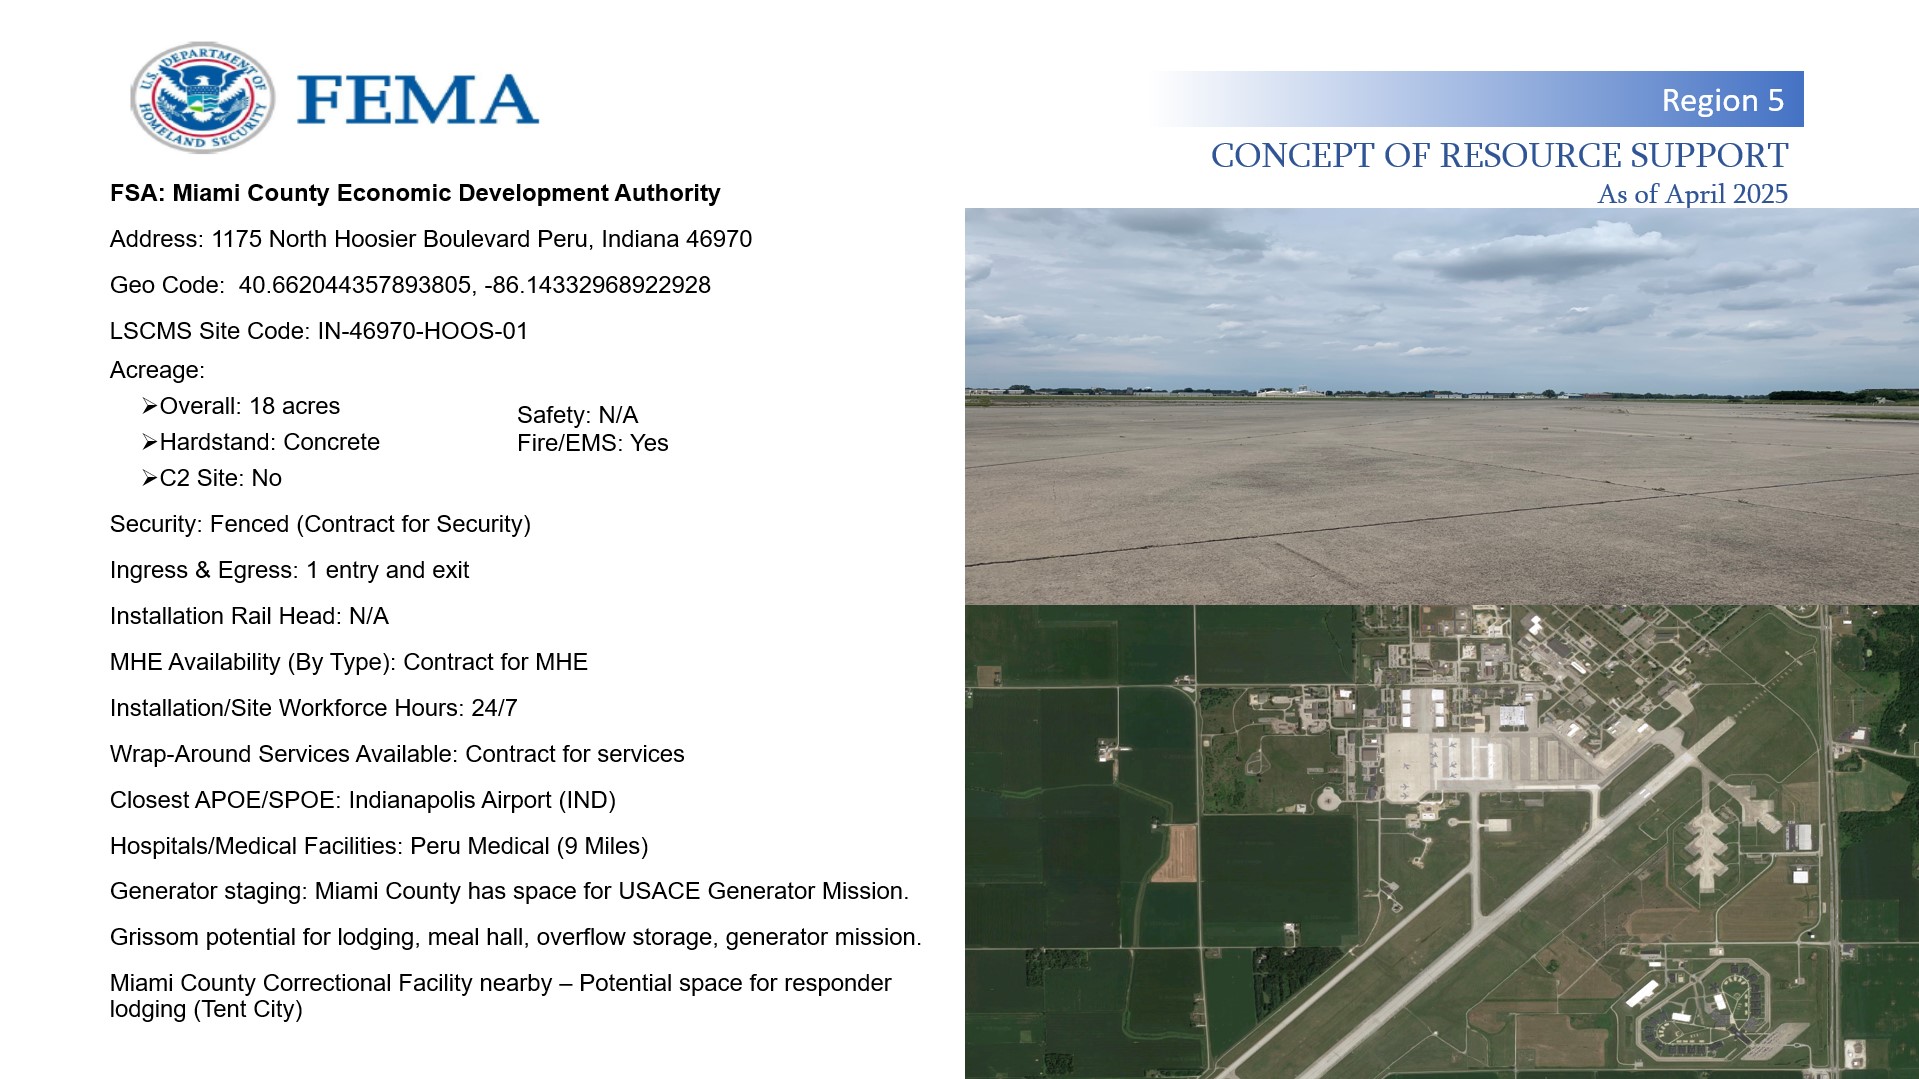 U.S. DEPARTMENT OF HOMELAND SECURITY
FEMA
Region 5
CONCEPT OF RESOURCE SUPPORT
As of April 2025
FSA: Miami County Economic Development Authority
Address: 1175 North Hoosier Boulevard Peru, Indiana 46970
Geo Code:  40.662044357893805, -86.14332968922928
LSCMS Site Code: IN-46970-HOOS-01
Acreage:
➢Overall: 18 acres
➢Hardstand: Concrete
➢C2 Site: No
Safety: N/A
Fire/EMS: Yes
Security: Fenced (Contract for Security)
Ingress & Egress: 1 entry and exit
Installation Rail Head: N/A
MHE Availability (By Type): Contract for MHE
Installation/Site Workforce Hours: 24/7
Wrap-Around Services Available: Contract for services
Closest APOE/SPOE: Indianapolis Airport (IND)
Hospitals/Medical Facilities: Peru Medical (9 Miles)
Generator staging: Miami County has space for USACE Generator Mission.
Grissom potential for lodging, meal hall, overflow storage, generator mission.
Miami County Correctional Facility nearby – Potential space for responder
lodging (Tent City)